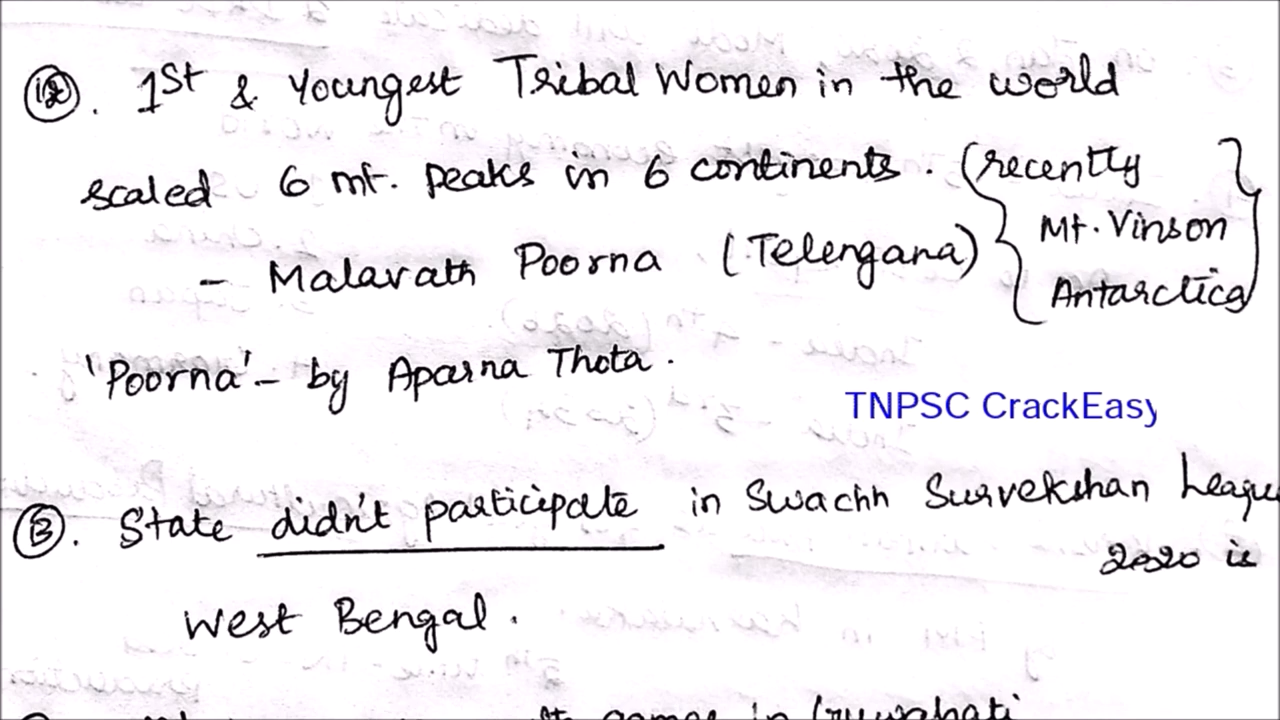 12. 1st & Youngest Tribal Women in the world
scaled 6 mt. peaks in 6 continents. (recently
Mt. Vinson
- Malavath Poorna (Telengana)
Antarctica
'Poorna' - by Aparna Thota.
TNPSC CrackEasy
13. State didn't participate in Swachh Survekshan League
2020 is
West Bengal.
games in